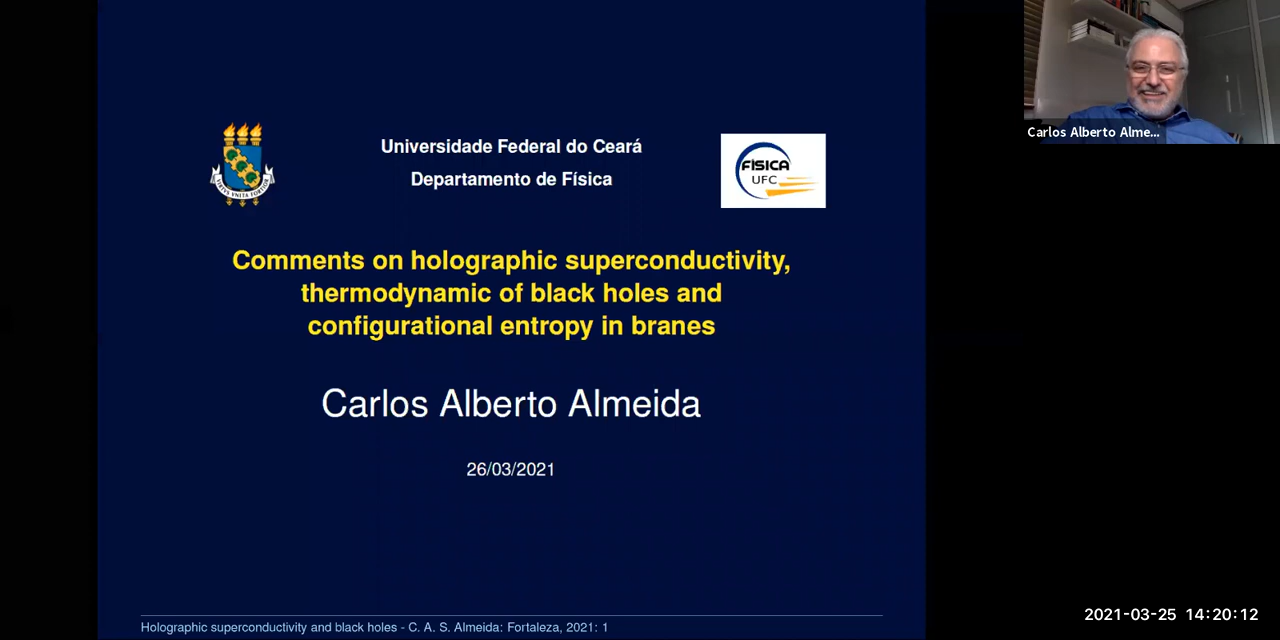 Universidade Federal do Ceará
Departamento de Física
FÍSICA
UFC
Comments on holographic superconductivity,
thermodynamic of black holes and
configurational entropy in branes
Carlos Alberto Almeida
26/03/2021
Holographic superconductivity and black holes - C. A. S. Almeida: Fortaleza, 2021: 1
Carlos Alberto Alme...
2021-03-25 14:20:12